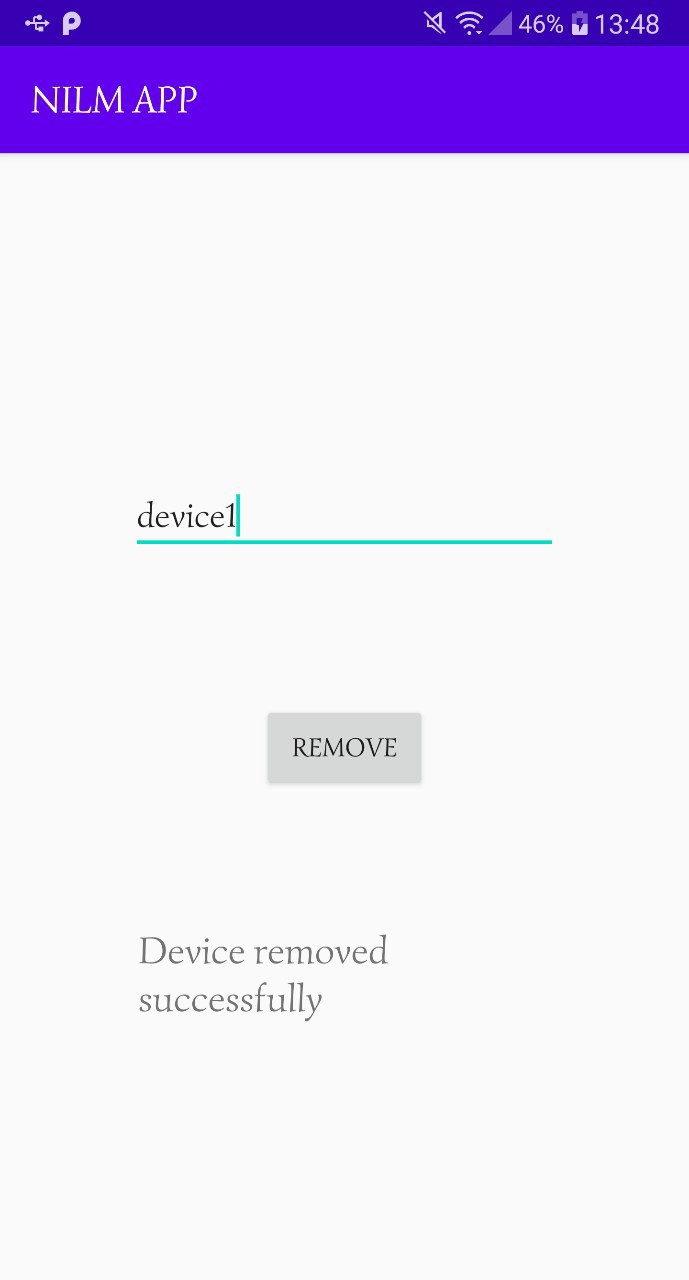 46% 13:48
NILM APP
device1
REMOVE
Device removed
successfully